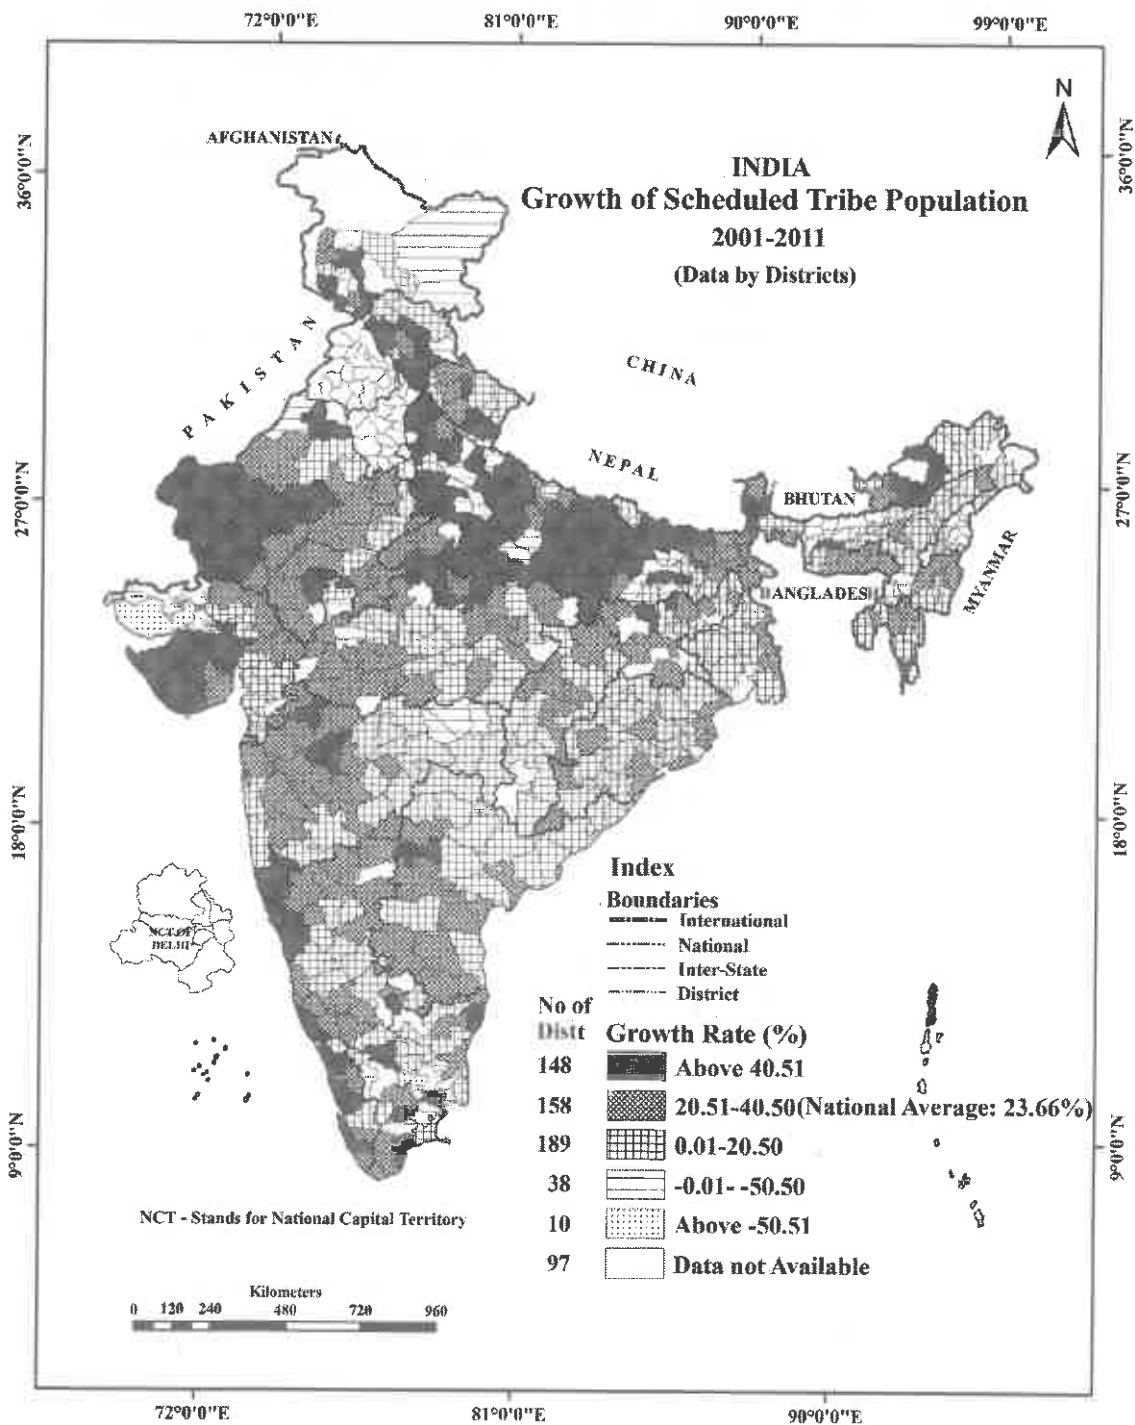 72°0'0"E 81°0'0"E 90°0'0"E 99°0'0"E
N
36°0'0"N
36°0'0"N
AFGHANISTAN
INDIA
Growth of Scheduled Tribe Population
2001-2011
(Data by Districts)
PAKISTAN
CHINA
NEPAL
27°0'0"N
BHUTAN
27°0'0"N
ANGLADESH
MYANMAR
18°0'0"N
18°0'0"N
NCT OF
DELHI
Index
Boundaries
International
National
Inter-State
District
No of
Distt Growth Rate (%)
148 Above 40.51
158 20.51-40.50(National Average: 23.66%)
189 0.01-20.50
38 -0.01- -50.50
10 Above -50.51
97 Data not Available
9°0'0"N
9°0'0"N
NCT - Stands for National Capital Territory
Kilometers
0 120 240 480 720 960
72°0'0"E 81°0'0"E 90°0'0"E